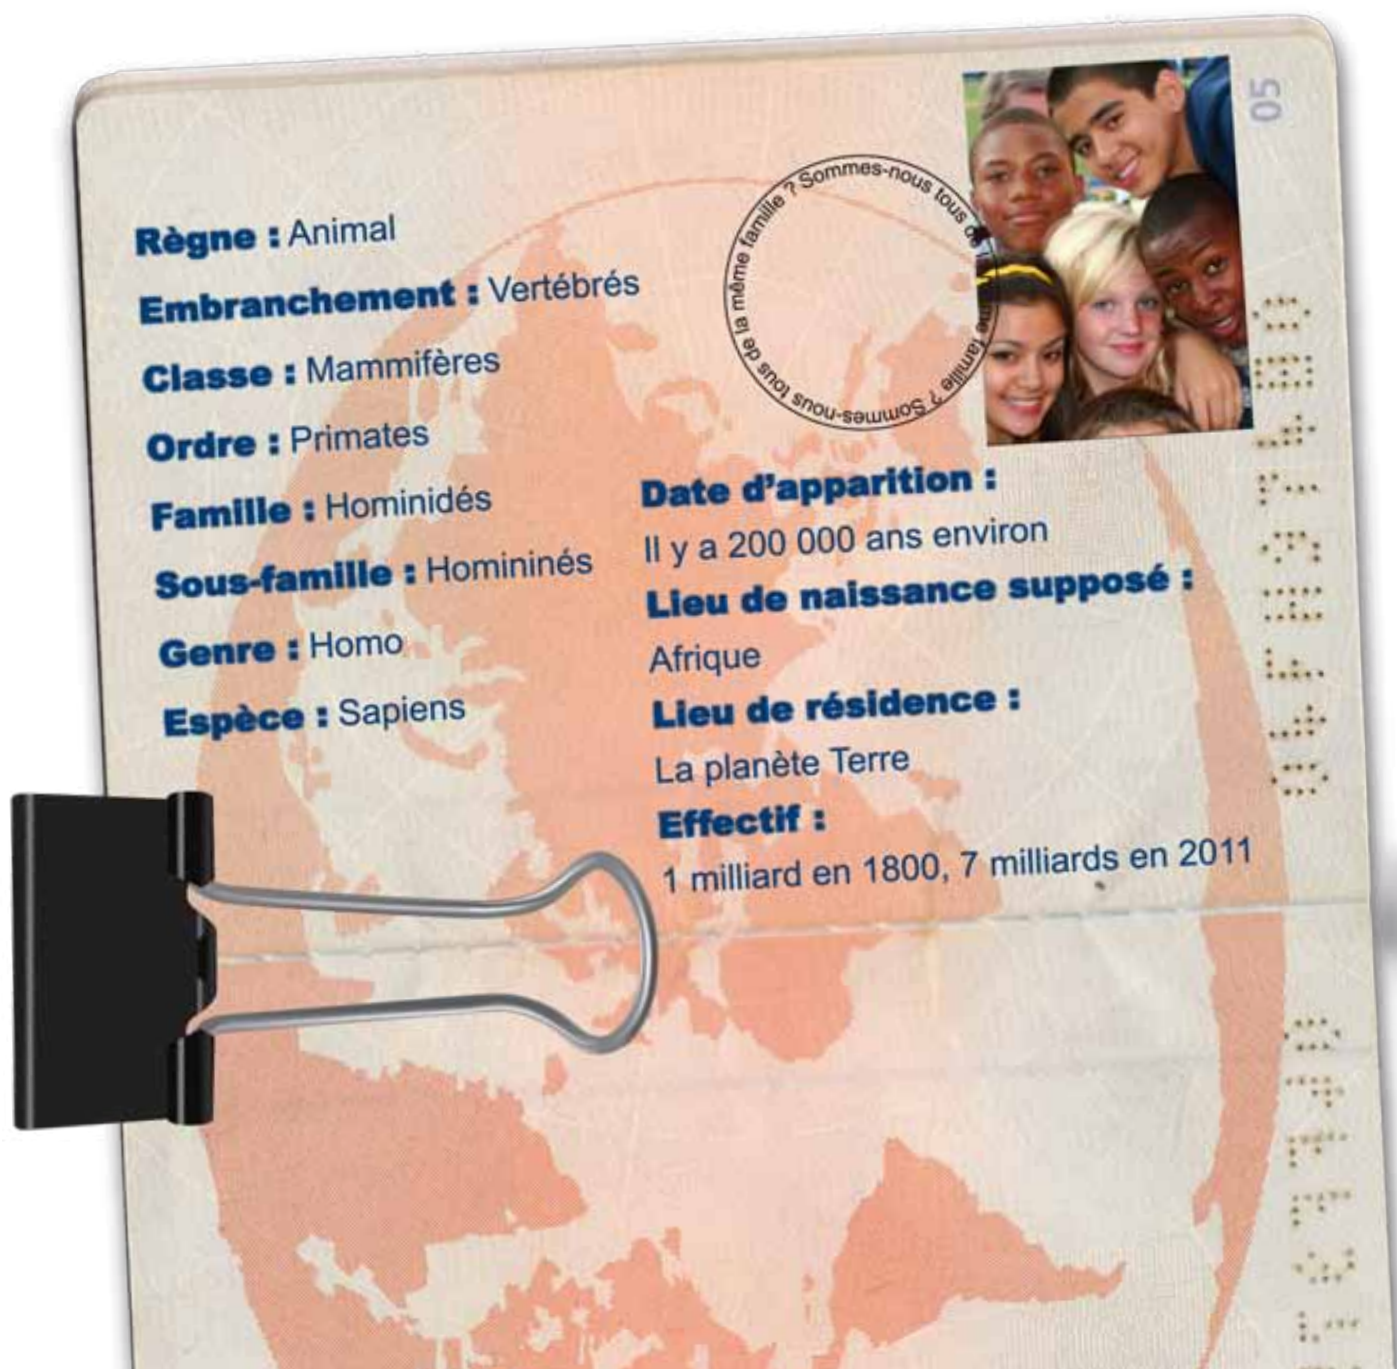 Règne : Animal
Embranchement : Vertébrés
Classe : Mammifères
Ordre : Primates
Famille : Hominidés
Sous-famille : Homininés
Genre : Homo
Espèce : Sapiens
Sommes-nous tous de la même famille ? Sommes-nous tous de la même famille ?
05
Date d'apparition :
Il y a 200 000 ans environ
Lieu de naissance supposé :
Afrique
Lieu de résidence :
La planète Terre
Effectif :
1 milliard en 1800, 7 milliards en 2011